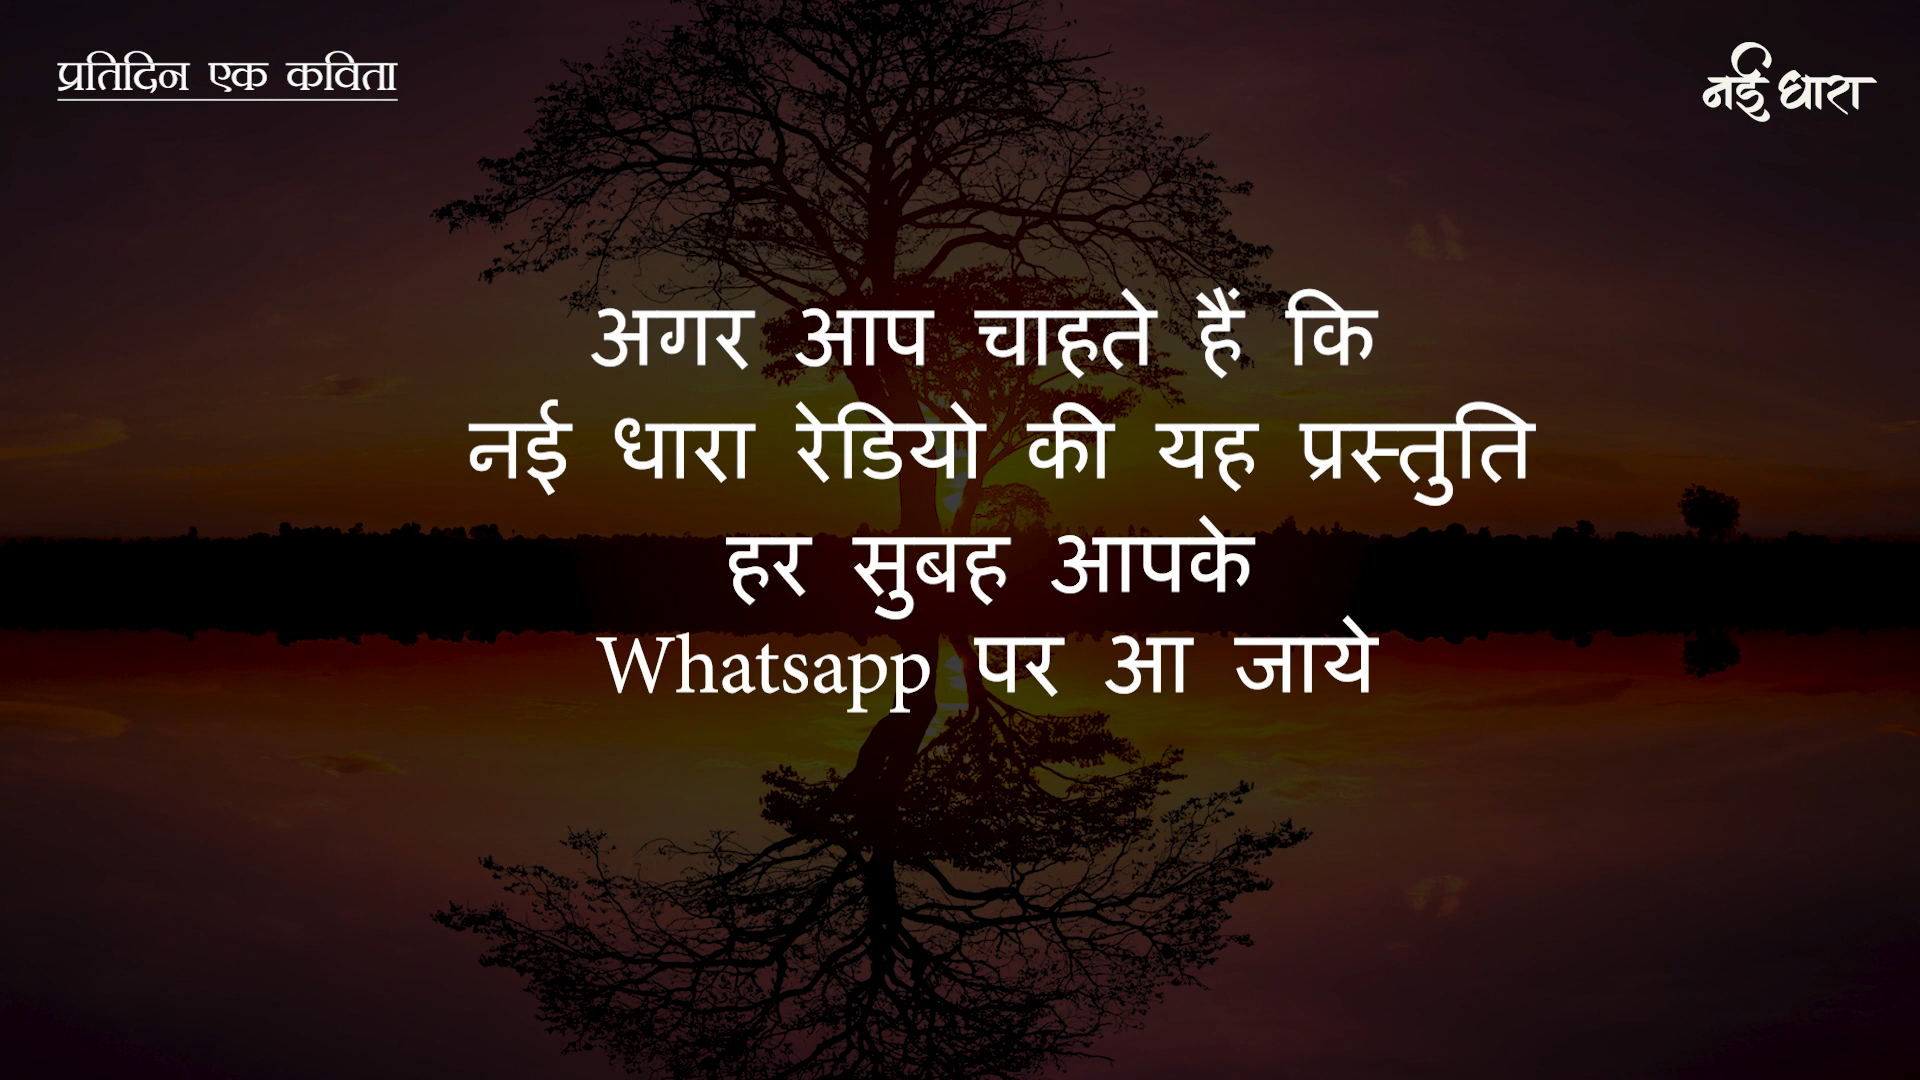 प्रतिदिन एक कविता
नई धारा
अगर आप चाहते हैं कि
नई धारा रेडियो की यह प्रस्तुति
हर सुबह आपके
Whatsapp पर आ जाये